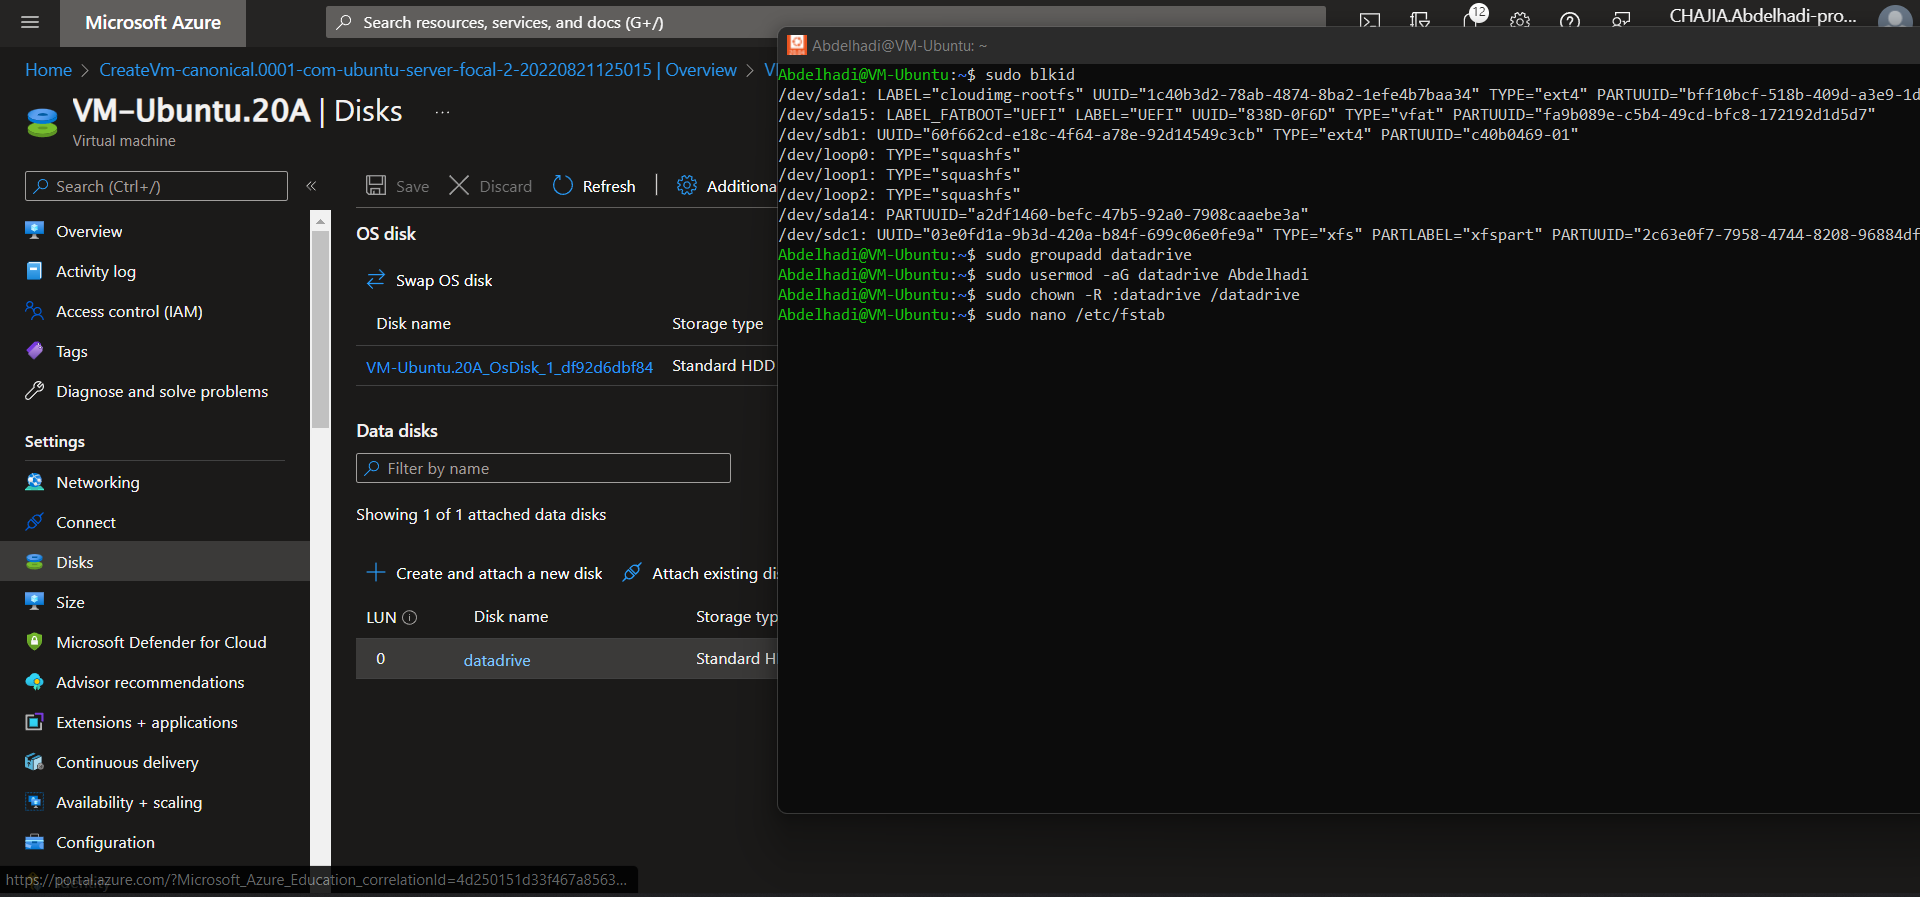 Microsoft Azure
Search resources, services, and docs (G+/)
12
CHAJIA.Abdelhadi-pro...
Home > CreateVm-canonical.0001-com-ubuntu-server-focal-2-20220821125015 | Overview >
VM-Ubuntu.20A | Disks ...
Virtual machine
Search (Ctrl+/)
«
Overview
Activity log
Access control (IAM)
Tags
Diagnose and solve problems
Settings
Networking
Connect
Disks
Size
Microsoft Defender for Cloud
Advisor recommendations
Extensions + applications
Continuous delivery
Availability + scaling
Configuration
https://portal.azure.com/?Microsoft_Azure_Education_correlationId=4d250151d33f467a8563...
Save Discard Refresh Additiona
OS disk
Swap OS disk
Disk name Storage type
VM-Ubuntu.20A_OsDisk_1_df92d6dbf84 Standard HDD
Data disks
Filter by name
Showing 1 of 1 attached data disks
Create and attach a new disk Attach existing di
LUN Disk name Storage typ
0 datadrive Standard H
Abdelhadi@VM-Ubuntu: ~
Abdelhadi@VM-Ubuntu:~$ sudo blkid
/dev/sda1: LABEL="cloudimg-rootfs" UUID="1c40b3d2-78ab-4874-8ba2-1efe4b7baa34" TYPE="ext4" PARTUUID="bff10bcf-518b-409d-a3e9-1d
/dev/sda15: LABEL_FATBOOT="UEFI" LABEL="UEFI" UUID="838D-0F6D" TYPE="vfat" PARTUUID="fa9b089e-c5b4-49cd-bfc8-172192d1d5d7"
/dev/sdb1: UUID="60f662cd-e18c-4f64-a78e-92d14549c3cb" TYPE="ext4" PARTUUID="c40b0469-01"
/dev/loop0: TYPE="squashfs"
/dev/loop1: TYPE="squashfs"
/dev/loop2: TYPE="squashfs"
/dev/sda14: PARTUUID="a2df1460-befc-47b5-92a0-7908caaebe3a"
/dev/sdc1: UUID="03e0fd1a-9b3d-420a-b84f-699c06e0fe9a" TYPE="xfs" PARTLABEL="xfspart" PARTUUID="2c63e0f7-7958-4744-8208-96884df
Abdelhadi@VM-Ubuntu:~$ sudo groupadd datadrive
Abdelhadi@VM-Ubuntu:~$ sudo usermod -aG datadrive Abdelhadi
Abdelhadi@VM-Ubuntu:~$ sudo chown -R :datadrive /datadrive
Abdelhadi@VM-Ubuntu:~$ sudo nano /etc/fstab